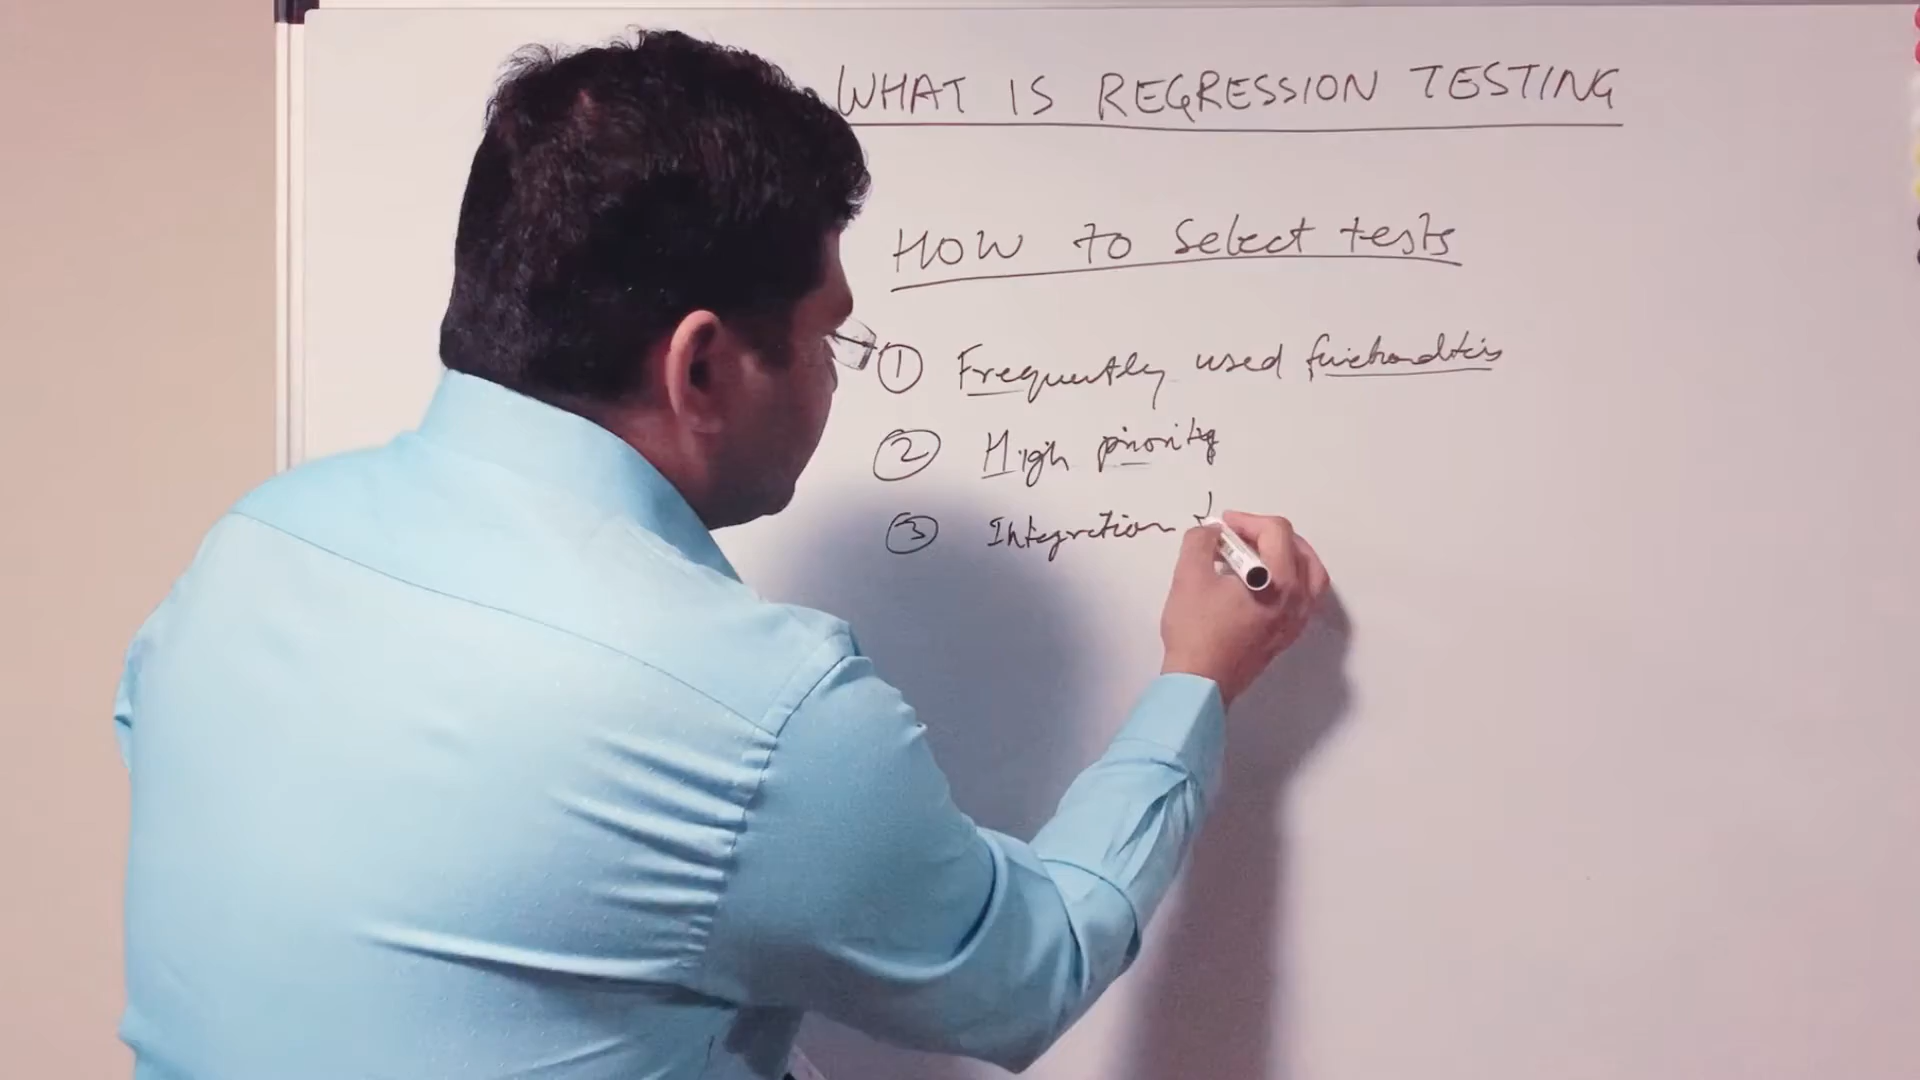 WHAT IS REGRESSION TESTING
HOW to Select tests
1 Frequently used functionalities
2 High priority
3 Integration